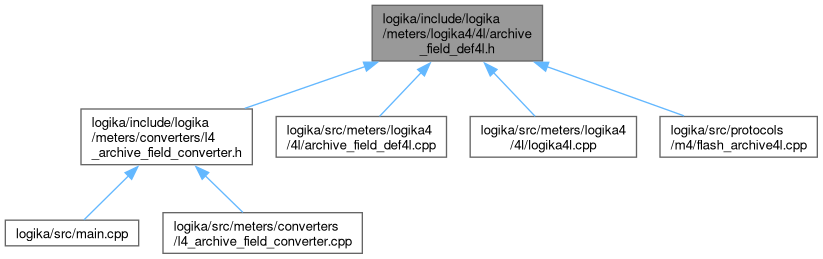 logika/include/logika
/meters/logika4/4l/archive
_field_def4l.h
logika/include/logika
/meters/converters/l4
_archive_field_converter.h
logika/src/meters/logika4
/4l/archive_field_def4l.cpp
logika/src/meters/logika4
/4l/logika4l.cpp
logika/src/protocols
/m4/flash_archive4l.cpp
logika/src/main.cpp
logika/src/meters/converters
/l4_archive_field_converter.cpp